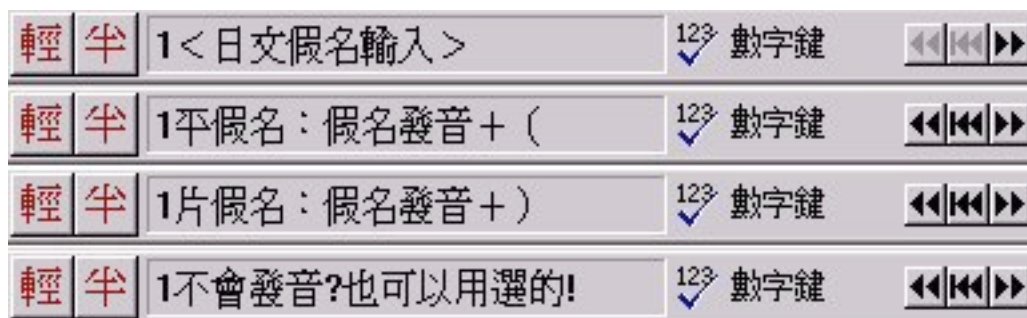 輕 半 1＜日文假名輸入＞ 123 數字鍵
輕 半 1平假名：假名發音＋（ 123 數字鍵
輕 半 1片假名：假名發音＋） 123 數字鍵
輕 半 1不會發音?也可以用選的! 123 數字鍵